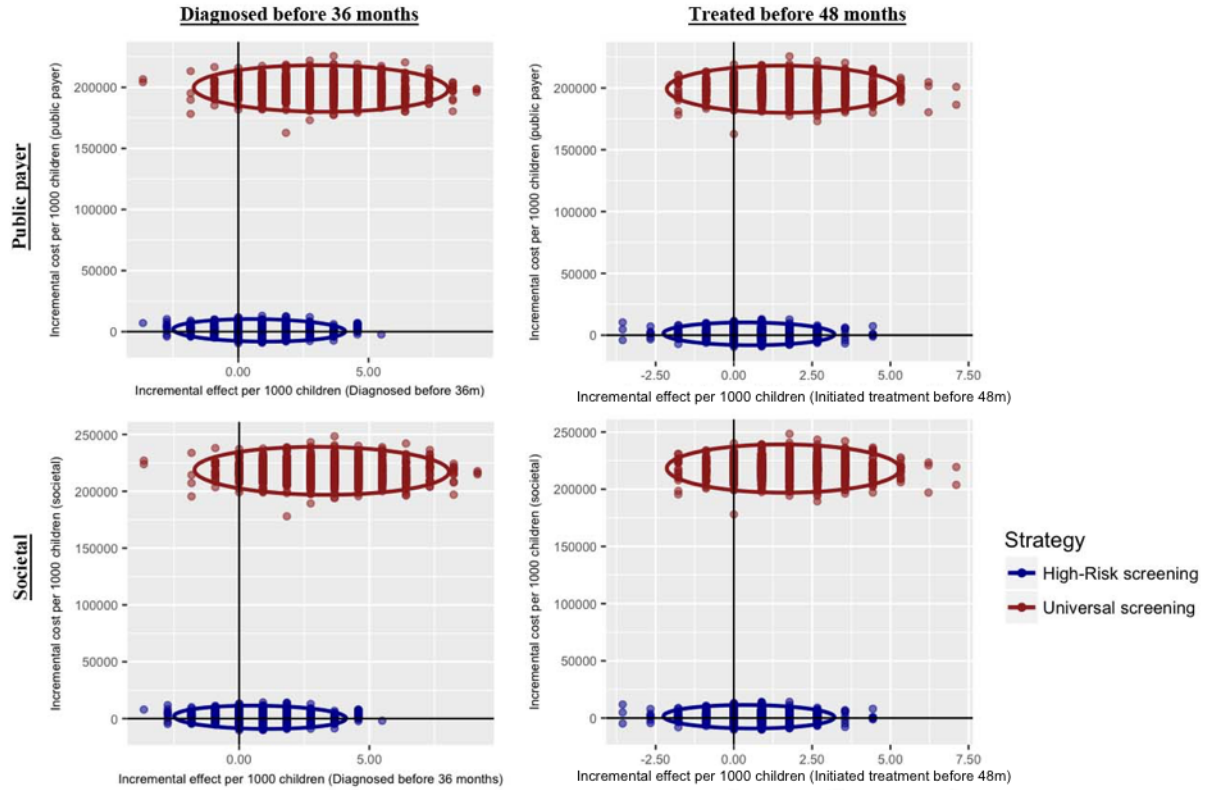 Diagnosed before 36 months
Treated before 48 months
Public payer
Incremental cost per 1000 children (public payer)
200000
150000
100000
50000
0
0.00
5.00
Incremental effect per 1000 children (Diagnosed before 36m)
Incremental cost per 1000 children (public payer)
200000
150000
100000
50000
0
-2.50
0.00
2.50
5.00
7.50
Incremental effect per 1000 children (Initiated treatment before 48m)
Societal
Incremental cost per 1000 children (societal)
250000
200000
150000
100000
50000
0
0.00
5.00
Incremental effect per 1000 children (Diagnosed before 36 months)
Incremental cost per 1000 children (societal)
250000
200000
150000
100000
50000
0
-2.50
0.00
2.50
5.00
7.50
Incremental effect per 1000 children (Initiated treatment before 48m)
Strategy
High-Risk screening
Universal screening